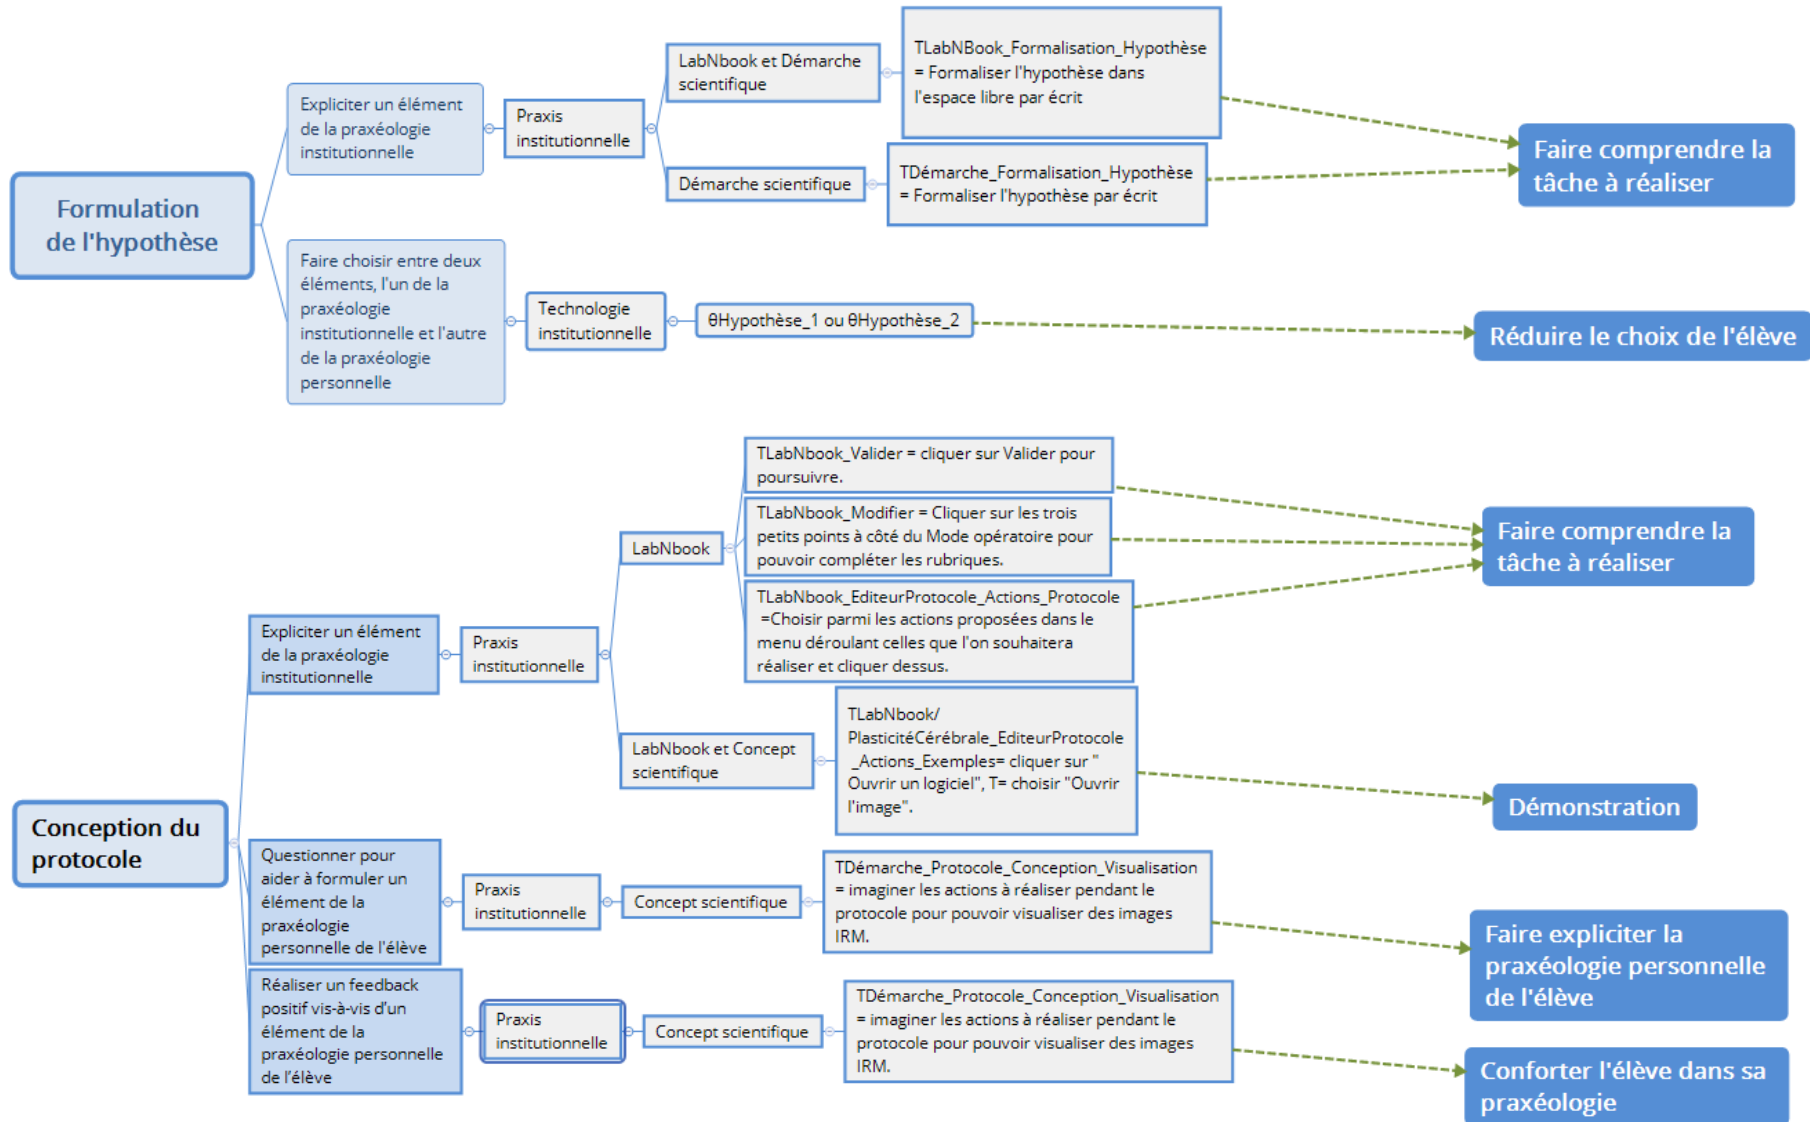 Formulation
de l'hypothèse
Expliciter un élément
de la praxéologie
institutionnelle
Praxis
institutionnelle
LabNbook et Démarche
scientifique
TLabNBook_Formalisation_Hypothèse
= Formaliser l'hypothèse dans
l'espace libre par écrit
Démarche scientifique
TDémarche_Formalisation_Hypothèse
= Formaliser l'hypothèse par écrit
Faire comprendre la
tâche à réaliser
Faire choisir entre deux
éléments, l'un de la
praxéologie
institutionnelle et l'autre
de la praxéologie
personnelle
Technologie
institutionnelle
θHypothèse_1 ou θHypothèse_2
Réduire le choix de l'élève
Conception du
protocole
Expliciter un élément
de la praxéologie
institutionnelle
Praxis
institutionnelle
LabNbook
TLabNbook_Valider = cliquer sur Valider pour
poursuivre.
TLabNbook_Modifier = Cliquer sur les trois
petits points à côté du Mode opératoire pour
pouvoir compléter les rubriques.
TLabNbook_EditeurProtocole_Actions_Protocole
=Choisir parmi les actions proposées dans le
menu déroulant celles que l'on souhaitera
réaliser et cliquer dessus.
Faire comprendre la
tâche à réaliser
LabNbook et Concept
scientifique
TLabNbook/
PlasticitéCérébrale_EditeurProtocole
_Actions_Exemples= cliquer sur "
Ouvrir un logiciel", T= choisir "Ouvrir
l'image".
Démonstration
Questionner pour
aider à formuler un
élément de la
praxéologie
personnelle de l'élève
Praxis
institutionnelle
Concept scientifique
TDémarche_Protocole_Conception_Visualisation
= imaginer les actions à réaliser pendant le
protocole pour pouvoir visualiser des images
IRM.
Faire expliciter la
praxéologie personnelle
de l'élève
Réaliser un feedback
positif vis-à-vis d'un
élément de la
praxéologie personnelle
de l'élève
Praxis
institutionnelle
Concept scientifique
TDémarche_Protocole_Conception_Visualisation
= imaginer les actions à réaliser pendant le
protocole pour pouvoir visualiser des images
IRM.
Conforter l'élève dans sa
praxéologie